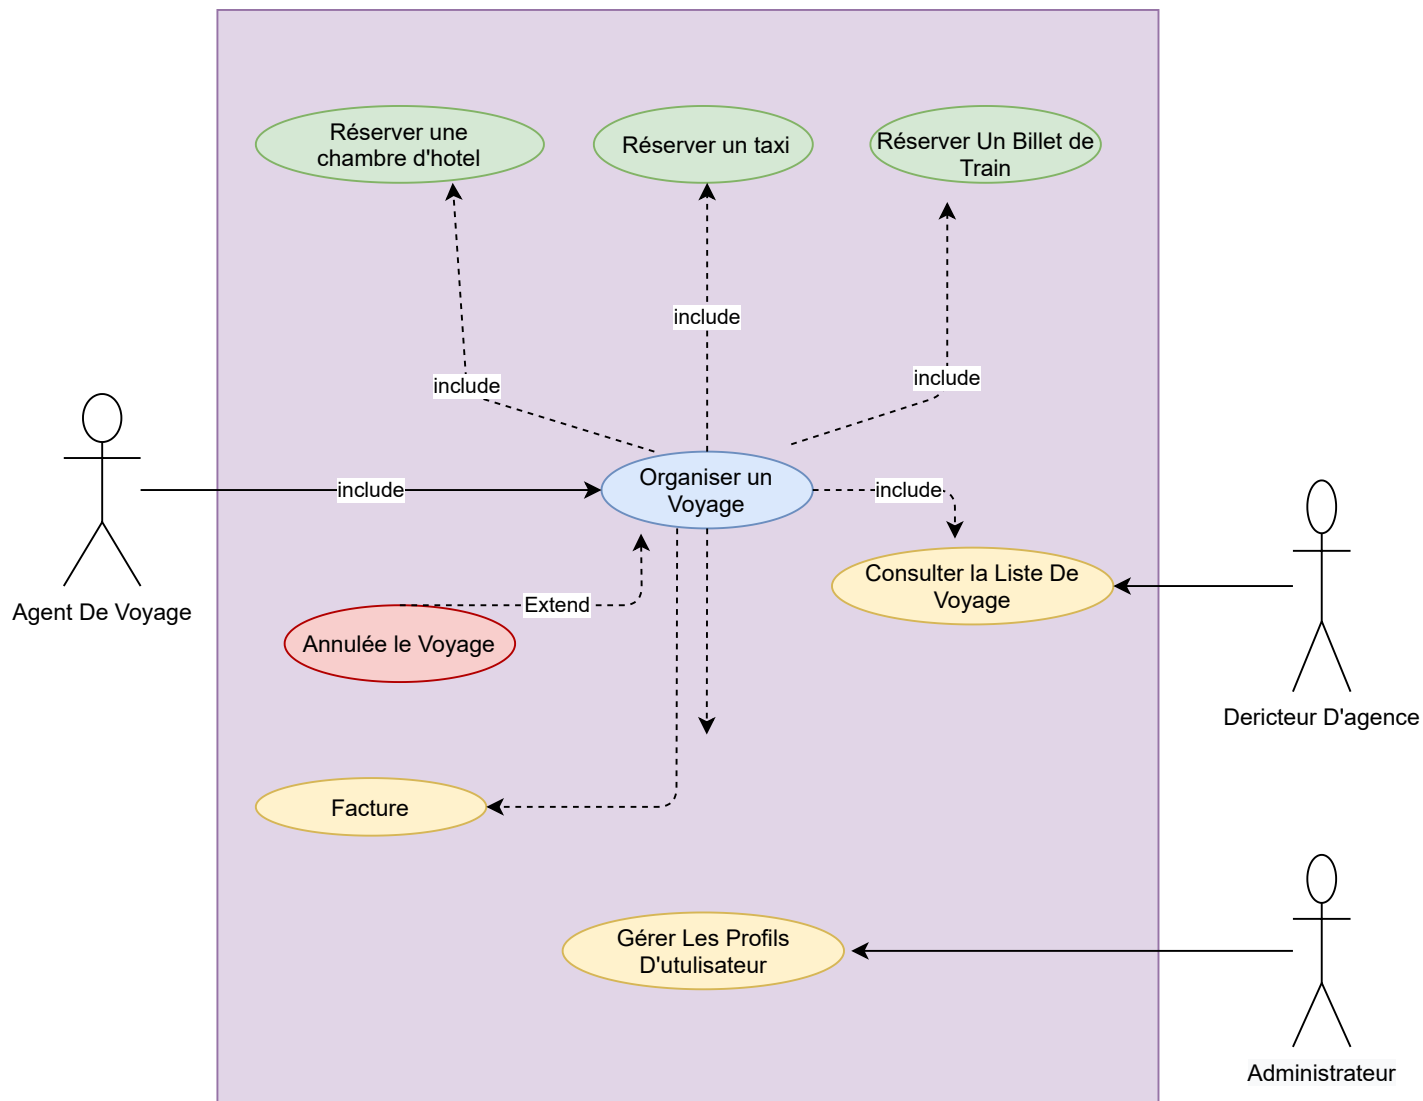 Réserver une
chambre d'hotel
Réserver un taxi
Réserver Un Billet de
Train
include
include
include
Organiser un
Voyage
include
include
Agent De Voyage
Consulter la Liste De
Voyage
Extend
Annulée le Voyage
Dericteur D'agence
Facture
Gérer Les Profils
D'utulisateur
Administrateur